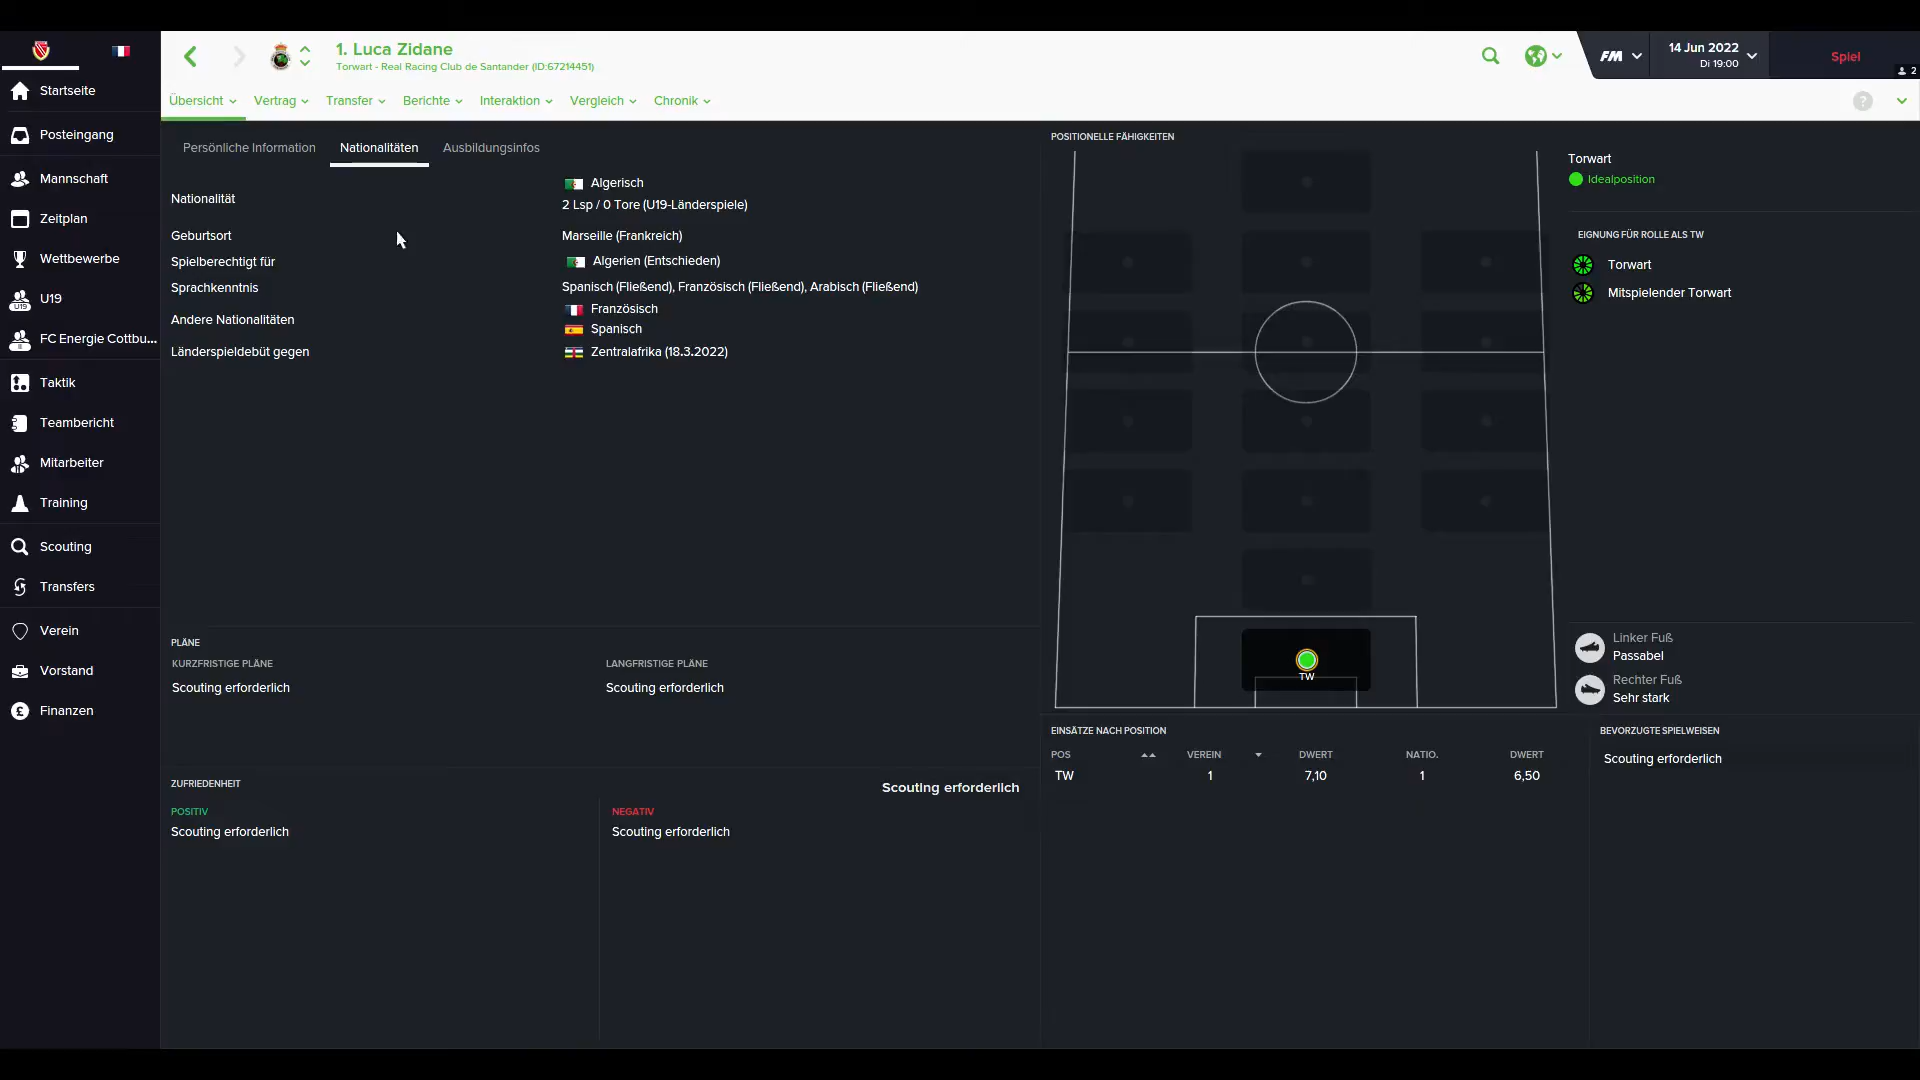 1. Luca Zidane
Torwart - Real Racing Club de Santander (ID:67214451)
FM
14 Jun 2022
Di 19:00
Spiel
2
Übersicht
Vertrag
Transfer
Berichte
Interaktion
Vergleich
Chronik
?
Startseite
Posteingang
Mannschaft
Zeitplan
Wettbewerbe
U19
U19
II
FC Energie Cottbu...
Taktik
Teambericht
Mitarbeiter
Training
Scouting
Transfers
Verein
Vorstand
£
Finanzen
Persönliche Information
Nationalitäten
Ausbildungsinfos
Nationalität
Algerisch
2 Lsp / 0 Tore (U19-Länderspiele)
Geburtsort
Marseille (Frankreich)
Spielberechtigt für
Algerien (Entschieden)
Sprachkenntnis
Spanisch (Fließend), Französisch (Fließend), Arabisch (Fließend)
Andere Nationalitäten
Französisch
Spanisch
Länderspieldebüt gegen
Zentralafrika (18.3.2022)
PLÄNE
KURZFRISTIGE PLÄNE
Scouting erforderlich
LANGFRISTIGE PLÄNE
Scouting erforderlich
ZUFRIEDENHEIT
Scouting erforderlich
POSITIV
Scouting erforderlich
NEGATIV
Scouting erforderlich
POSITIONELLE FÄHIGKEITEN
TW
Torwart
Idealposition
EIGNUNG FÜR ROLLE ALS TW
Torwart
Mitspielender Torwart
Linker Fuß
Passabel
Rechter Fuß
Sehr stark
EINSÄTZE NACH POSITION
POS VEREIN DWERT NATIO. DWERT
TW 1 7,10 1 6,50
BEVORZUGTE SPIELWEISEN
Scouting erforderlich